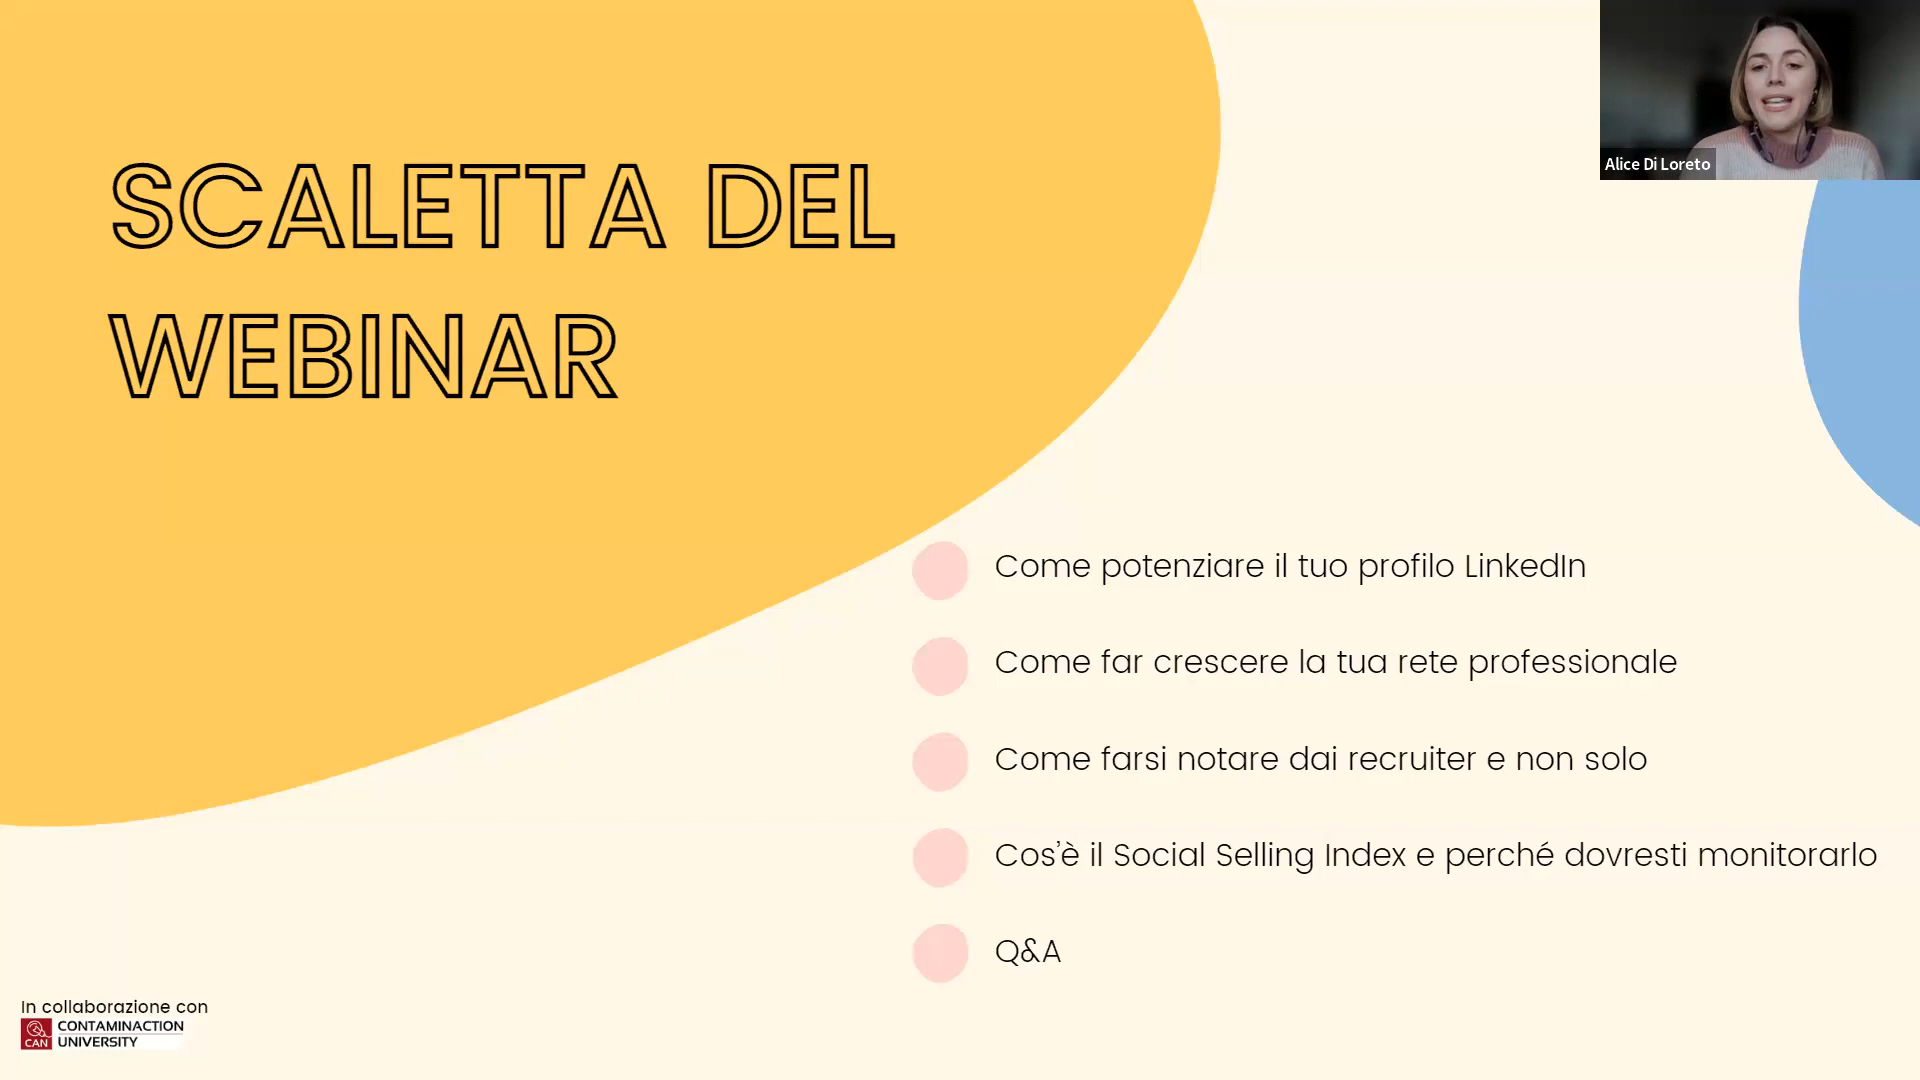 SCALETTA DEL
WEBINAR
Alice Di Loreto
Come potenziare il tuo profilo LinkedIn
Come far crescere la tua rete professionale
Come farsi notare dai recruiter e non solo
Cos’è il Social Selling Index e perché dovresti monitorarlo
Q&A
In collaborazione con
CAN
CONTAMINACTION
UNIVERSITY